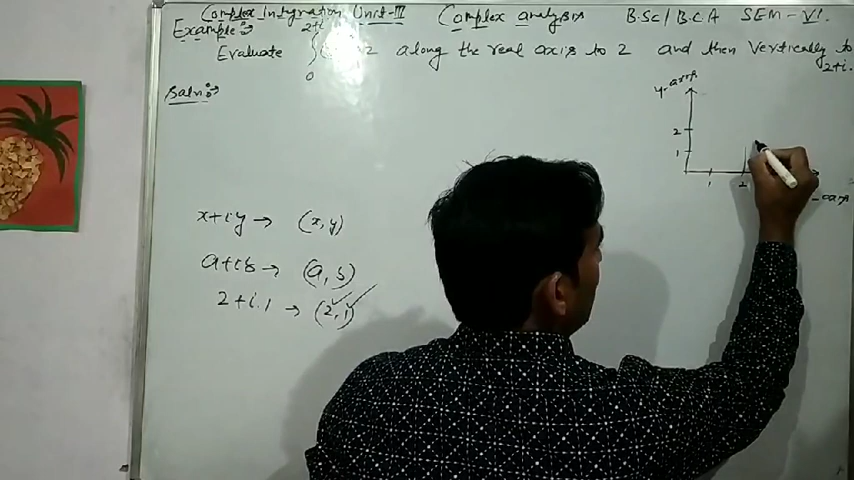 Complex Integration Unit-III Complex analysis B.Sc/B.C.A SEM-VI.
Example:→
2+i
Evaluate ∫ along the real axis to 2 and then vertically to
0
2+i.
Soln:→
y-axis
2
1
1 2
-axis
x+iy → (x,y)
a+ib → (a,b)
2+i.1 → (2,1)